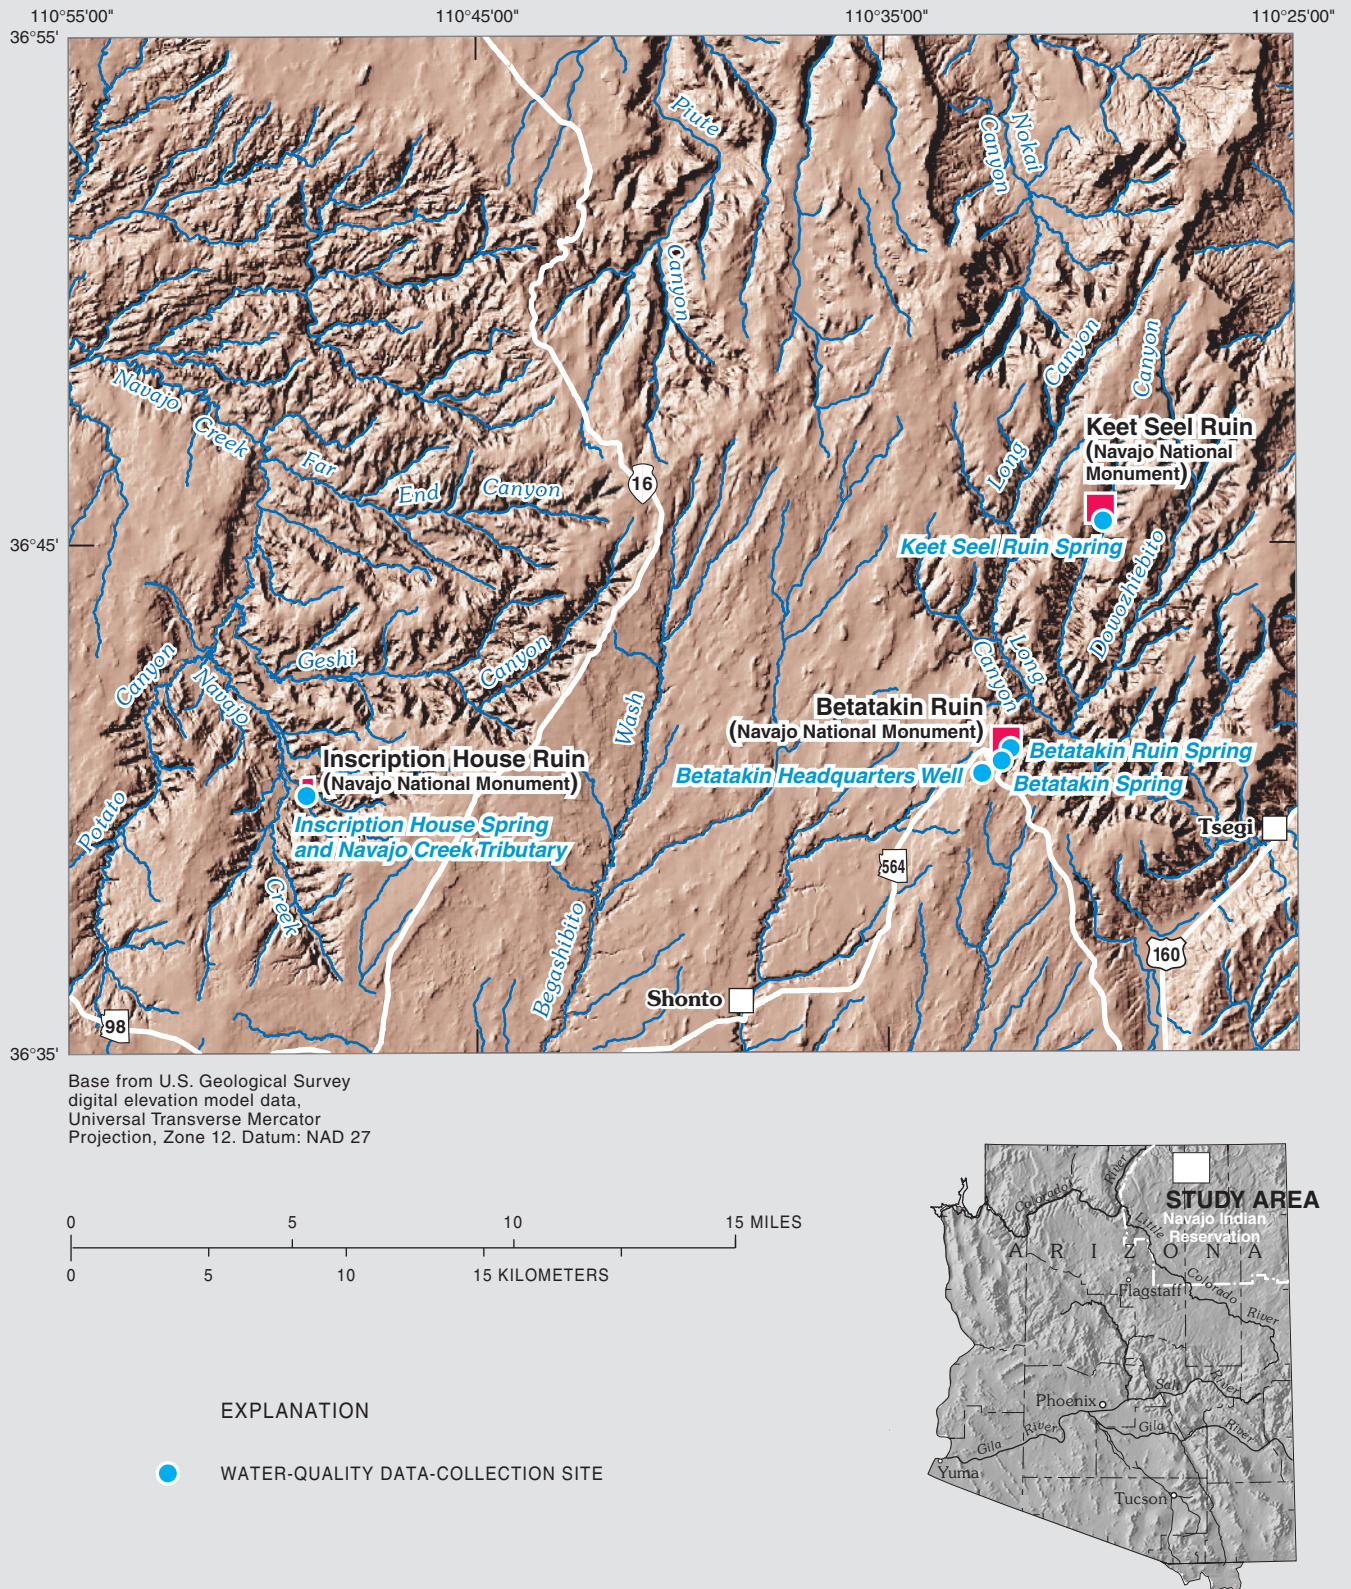 110°55'00" 110°45'00" 110°35'00" 110°25'00"
36°55'
Piute
Nokai
Canyon
Canyon
Canyon
Canyon
Navajo
Creek
Far
End
Canyon
16
Long
Keet Seel Ruin
(Navajo National
Monument)
36°45'
Keet Seel Ruin Spring
Dowozhiebito
Geshi
Canyon
Canyon
Navajo
Long
Canyon
Wash
Betatakin Ruin
(Navajo National Monument)
Betatakin Ruin Spring
Betatakin Headquarters Well
Betatakin Spring
Inscription House Ruin
(Navajo National Monument)
Inscription House Spring
and Navajo Creek Tributary
Potato
Tsegi
564
Creek
Begashibito
160
Shonto
98
36°35'
Base from U.S. Geological Survey
digital elevation model data,
Universal Transverse Mercator
Projection, Zone 12. Datum: NAD 27
0 5 10 15 MILES
0 5 10 15 KILOMETERS
EXPLANATION
WATER-QUALITY DATA-COLLECTION SITE
Colorado
River
STUDY AREA
Navajo Indian
Reservation
Little
Colorado
River
ARIZONA
Flagstaff
Salt
River
Phoenix
Gila
River
Gila
River
Yuma
Tucson